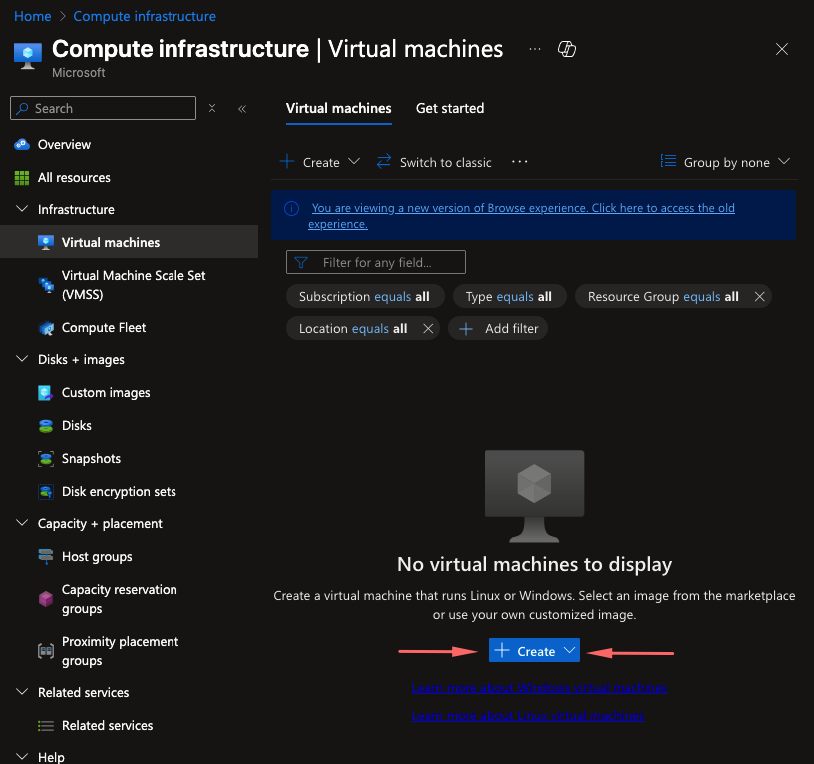 Home > Compute infrastructure
Compute infrastructure | Virtual machines ...
Microsoft
Search
Virtual machines Get started
Overview
All resources
Infrastructure
Virtual machines
Virtual Machine Scale Set
(VMSS)
Compute Fleet
Disks + images
Custom images
Disks
Snapshots
Disk encryption sets
Capacity + placement
Host groups
Capacity reservation
groups
Proximity placement
groups
Related services
Related services
Help
+ Create Switch to classic ... Group by none
You are viewing a new version of Browse experience. Click here to access the old
experience.
Filter for any field...
Subscription equals all Type equals all Resource Group equals all
Location equals all + Add filter
No virtual machines to display
Create a virtual machine that runs Linux or Windows. Select an image from the marketplace
or use your own customized image.
+ Create
Learn more about Windows virtual machines
Learn more about Linux virtual machines